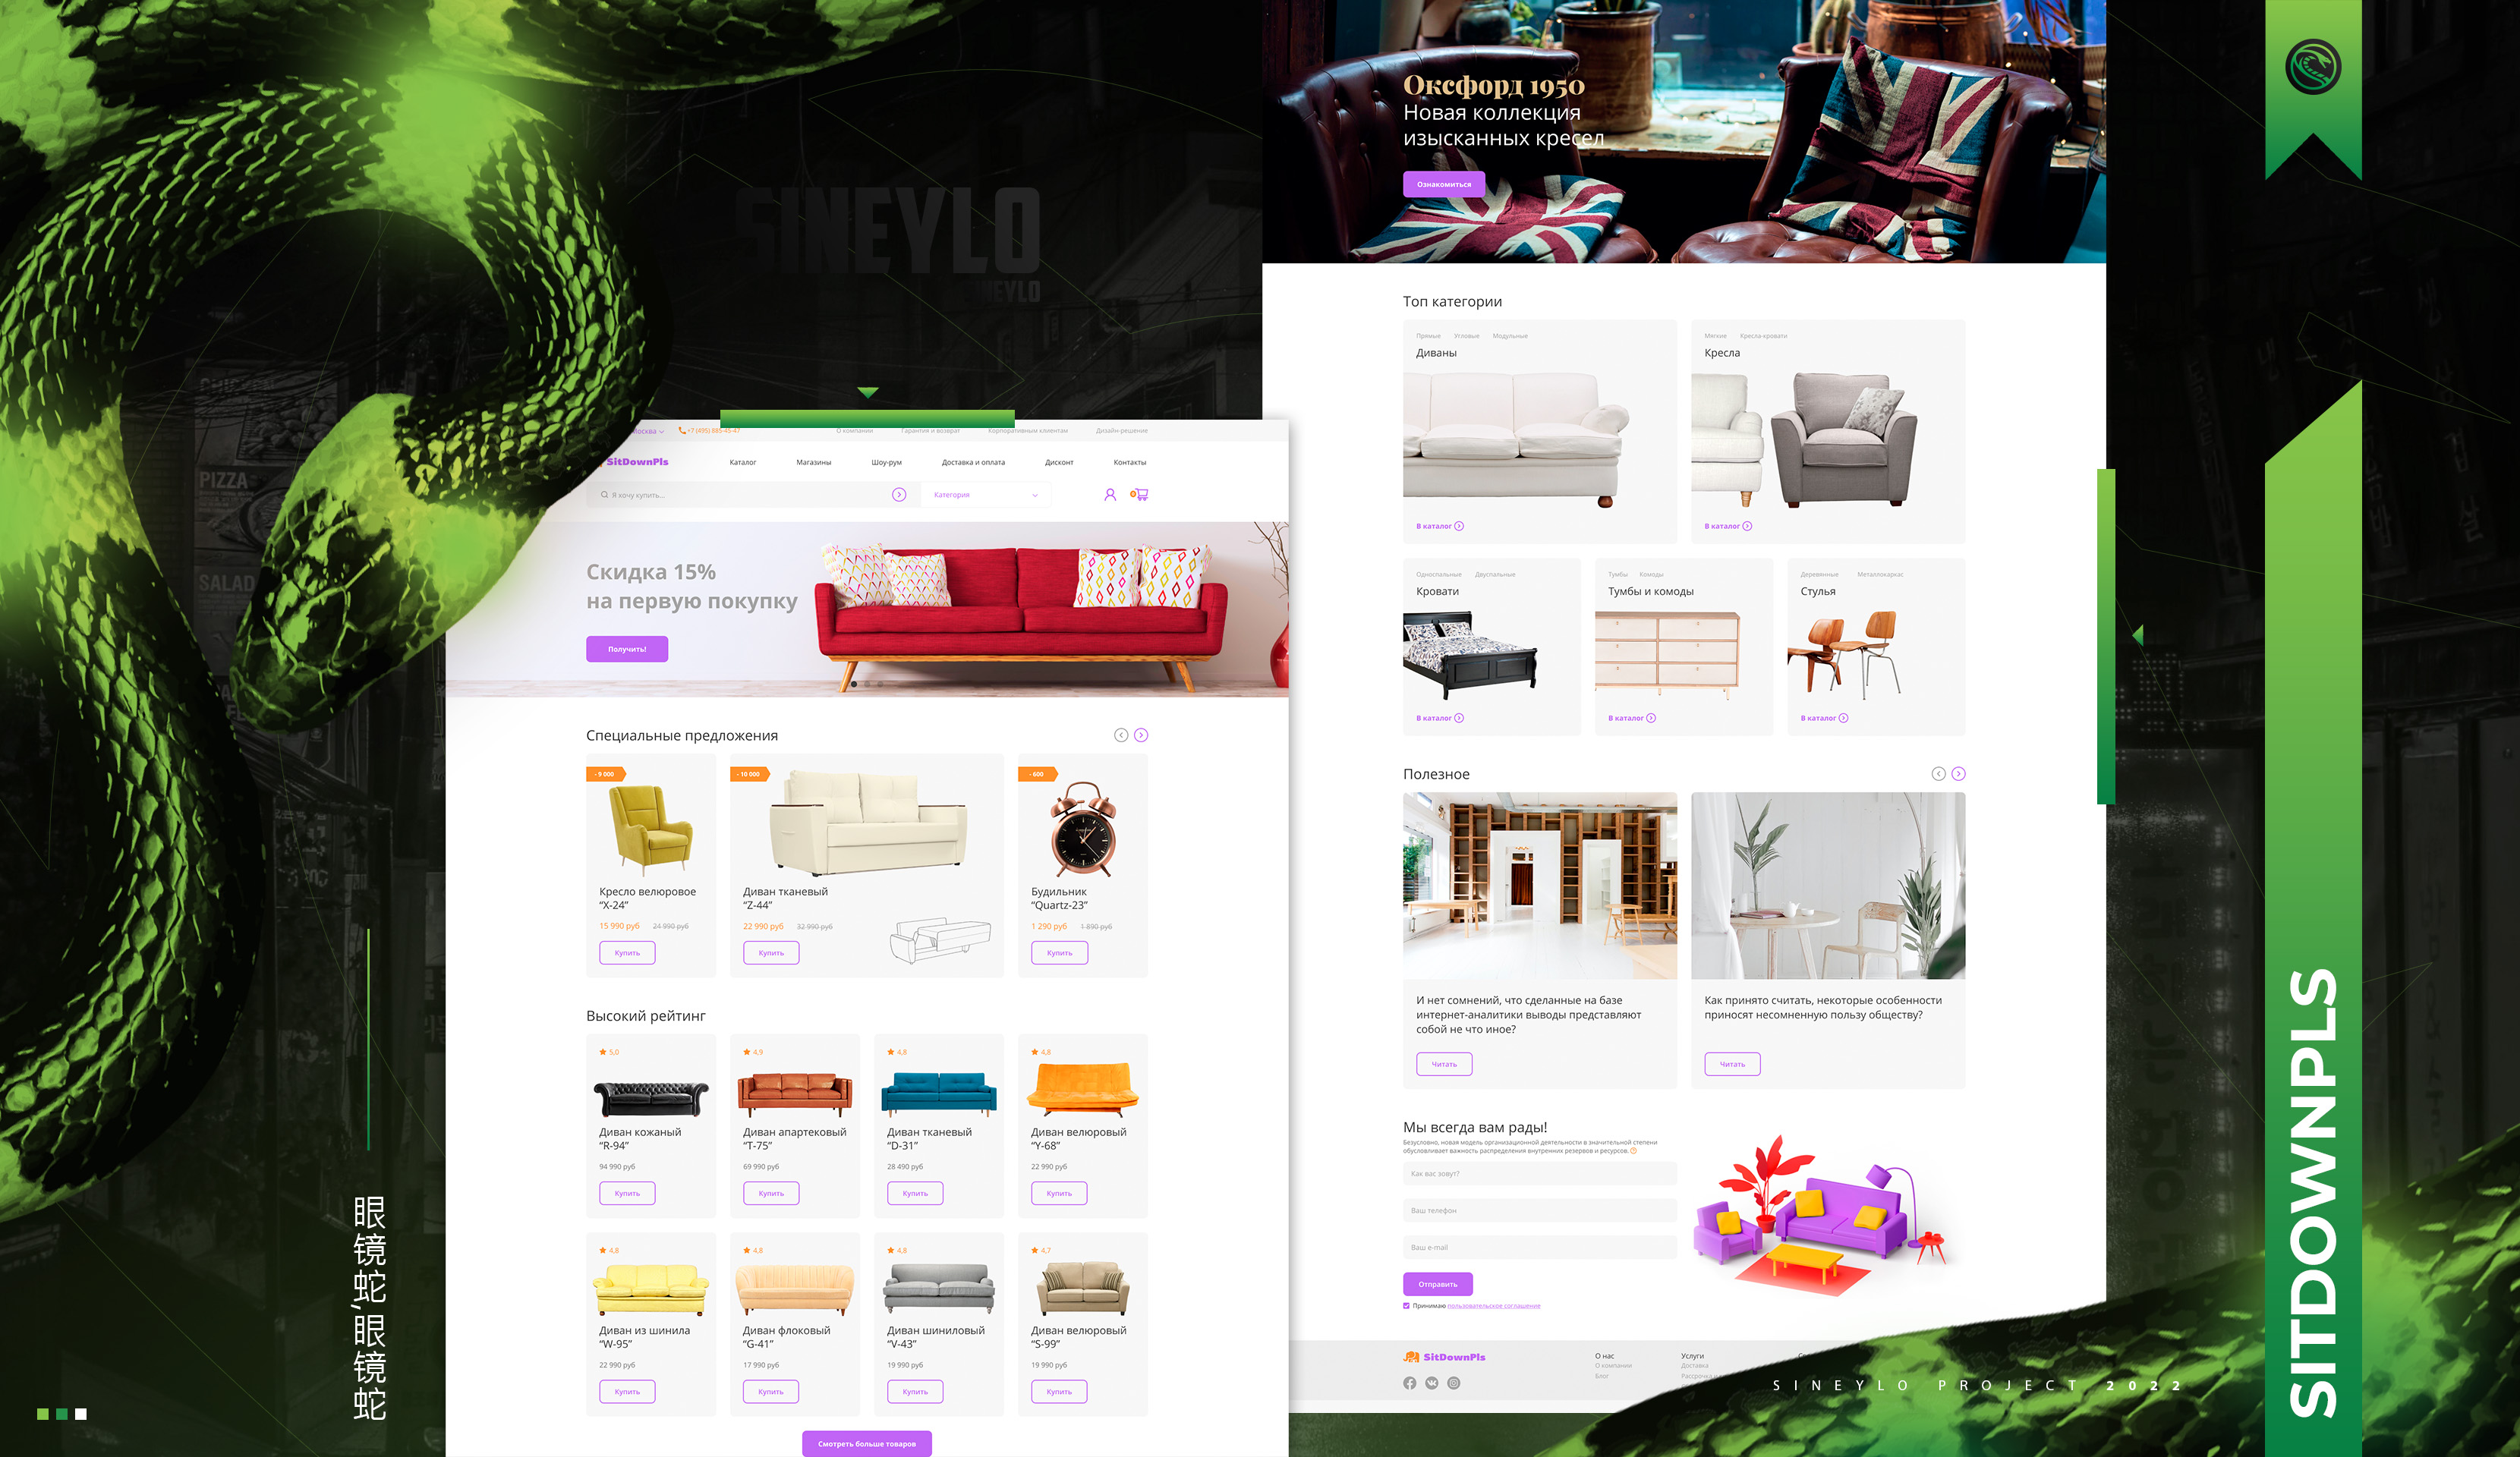 SINEYLO
CHICKEN
PIZZA
SALAD
眼镜蛇,眼镜蛇
Москва
+7 (495) 885-45-47
О компании
Гарантия и возврат
Корпоративным клиентам
Дизайн-решение
SitDownPls
Каталог
Магазины
Шоу-рум
Доставка и оплата
Дисконт
Контакты
Я хочу купить...
Категория
0
Скидка 15%
на первую покупку
Получить!
Специальные предложения
- 9 000
Кресло велюровое
“X-24”
15 990 руб 24 990 руб
Купить
- 10 000
Диван тканевый
“Z-44”
22 990 руб 32 990 руб
Купить
- 600
Будильник
“Quartz-23”
1 290 руб 1 890 руб
Купить
Высокий рейтинг
5,0
Диван кожаный
“R-94”
94 990 руб
Купить
4,9
Диван апартековый
“T-75”
69 990 руб
Купить
4,8
Диван тканевый
“D-31”
28 490 руб
Купить
4,8
Диван велюровый
“Y-68”
22 990 руб
Купить
4,8
Диван из шинила
“W-95”
22 990 руб
Купить
4,8
Диван флоковый
“G-41”
17 990 руб
Купить
4,8
Диван шиниловый
“V-43”
19 990 руб
Купить
4,7
Диван велюровый
“S-99”
19 990 руб
Купить
Смотреть больше товаров
Оксфорд 1950
Новая коллекция
изысканных кресел
Ознакомиться
Топ категории
Прямые Угловые Модульные
Диваны
В каталог
Мягкие Кресла-кровати
Кресла
В каталог
Односпальные Двуспальные
Кровати
В каталог
Тумбы Комоды
Тумбы и комоды
В каталог
Деревянные Металлокаркас
Стулья
В каталог
Полезное
И нет сомнений, что сделанные на базе
интернет-аналитики выводы представляют
собой не что иное?
Читать
Как принято считать, некоторые особенности
приносят несомненную пользу обществу?
Читать
Мы всегда вам рады!
Безусловно, новая модель организационной деятельности в значительной степени
обусловливает важность распределения внутренних резервов и ресурсов.
Как вас зовут?
Ваш телефон
Ваш e-mail
Отправить
Принимаю пользовательское соглашение
SitDownPls
О нас
О компании
Блог
Услуги
Доставка
SINEYLO PROJECT 2022
SITDOWNPLS